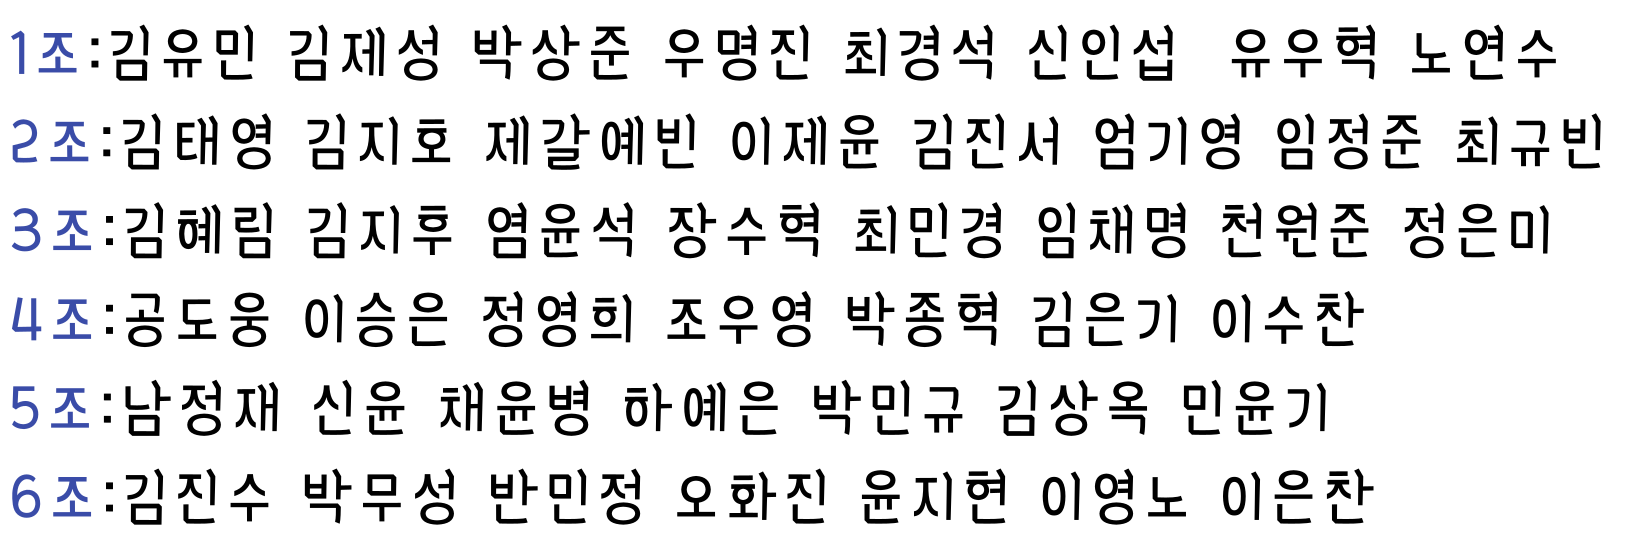 1조:김유민 김제성 박상준 우명진 최경석 신인섭 유우혁 노연수
2조:김태영 김지호 제갈예빈 이제윤 김진서 엄기영 임정준 최규빈
3조:김혜림 김지후 염윤석 장수혁 최민경 임채명 천원준 정은미
4조:공도웅 이승은 정영희 조우영 박종혁 김은기 이수찬
5조:남정재 신윤 채윤병 하예은 박민규 김상옥 민윤기
6조:김진수 박무성 반민정 오화진 윤지현 이영노 이은찬